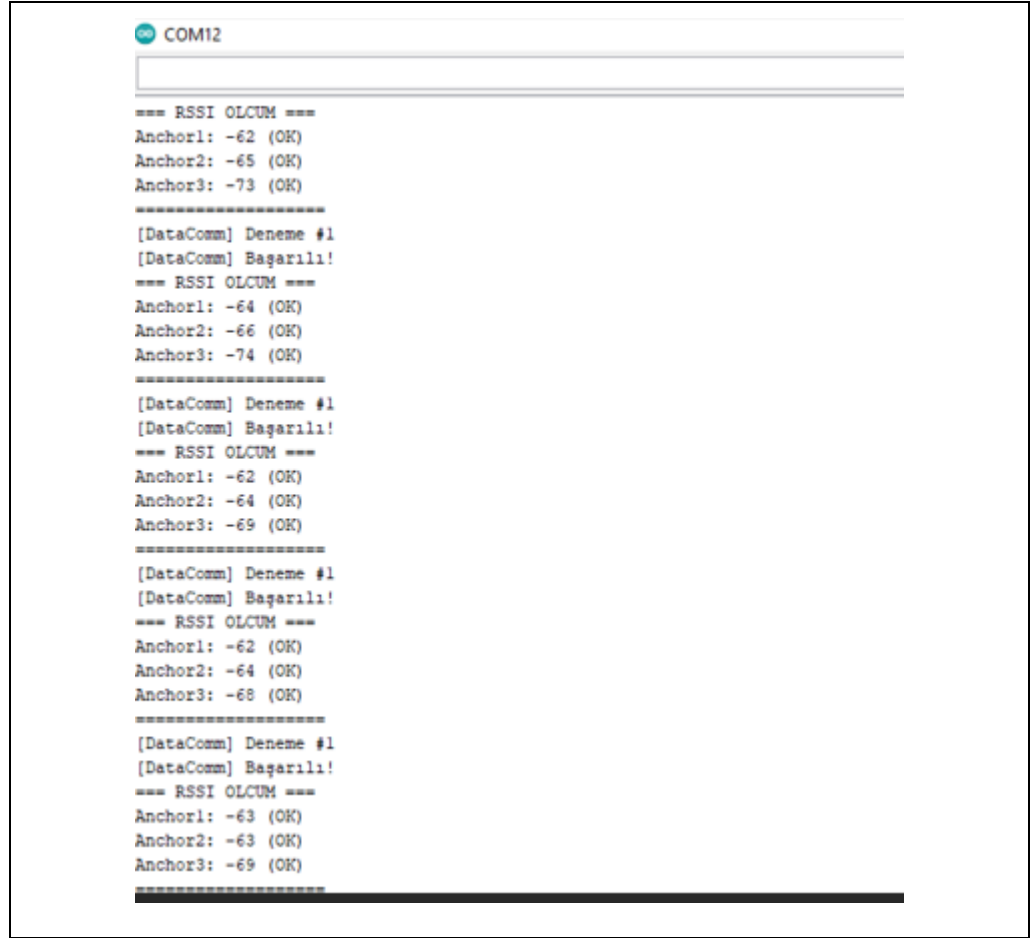 COM12
=== RSSI OLCUM ===
Anchor1: -62 (OK)
Anchor2: -65 (OK)
Anchor3: -73 (OK)
====================
[DataComm] Deneme #1
[DataComm] Başarılı!
=== RSSI OLCUM ===
Anchor1: -64 (OK)
Anchor2: -66 (OK)
Anchor3: -74 (OK)
====================
[DataComm] Deneme #1
[DataComm] Başarılı!
=== RSSI OLCUM ===
Anchor1: -62 (OK)
Anchor2: -64 (OK)
Anchor3: -69 (OK)
====================
[DataComm] Deneme #1
[DataComm] Başarılı!
=== RSSI OLCUM ===
Anchor1: -62 (OK)
Anchor2: -64 (OK)
Anchor3: -68 (OK)
====================
[DataComm] Deneme #1
[DataComm] Başarılı!
=== RSSI OLCUM ===
Anchor1: -63 (OK)
Anchor2: -63 (OK)
Anchor3: -69 (OK)
====================